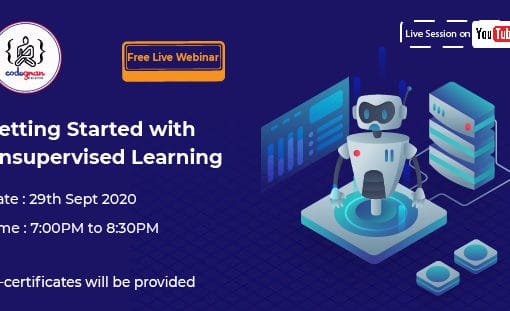 codegnan
Free Live Webinar
Live Session on YouTub
etting Started with
nsupervised Learning
ate : 29th Sept 2020
me : 7:00PM to 8:30PM
-certificates will be provided